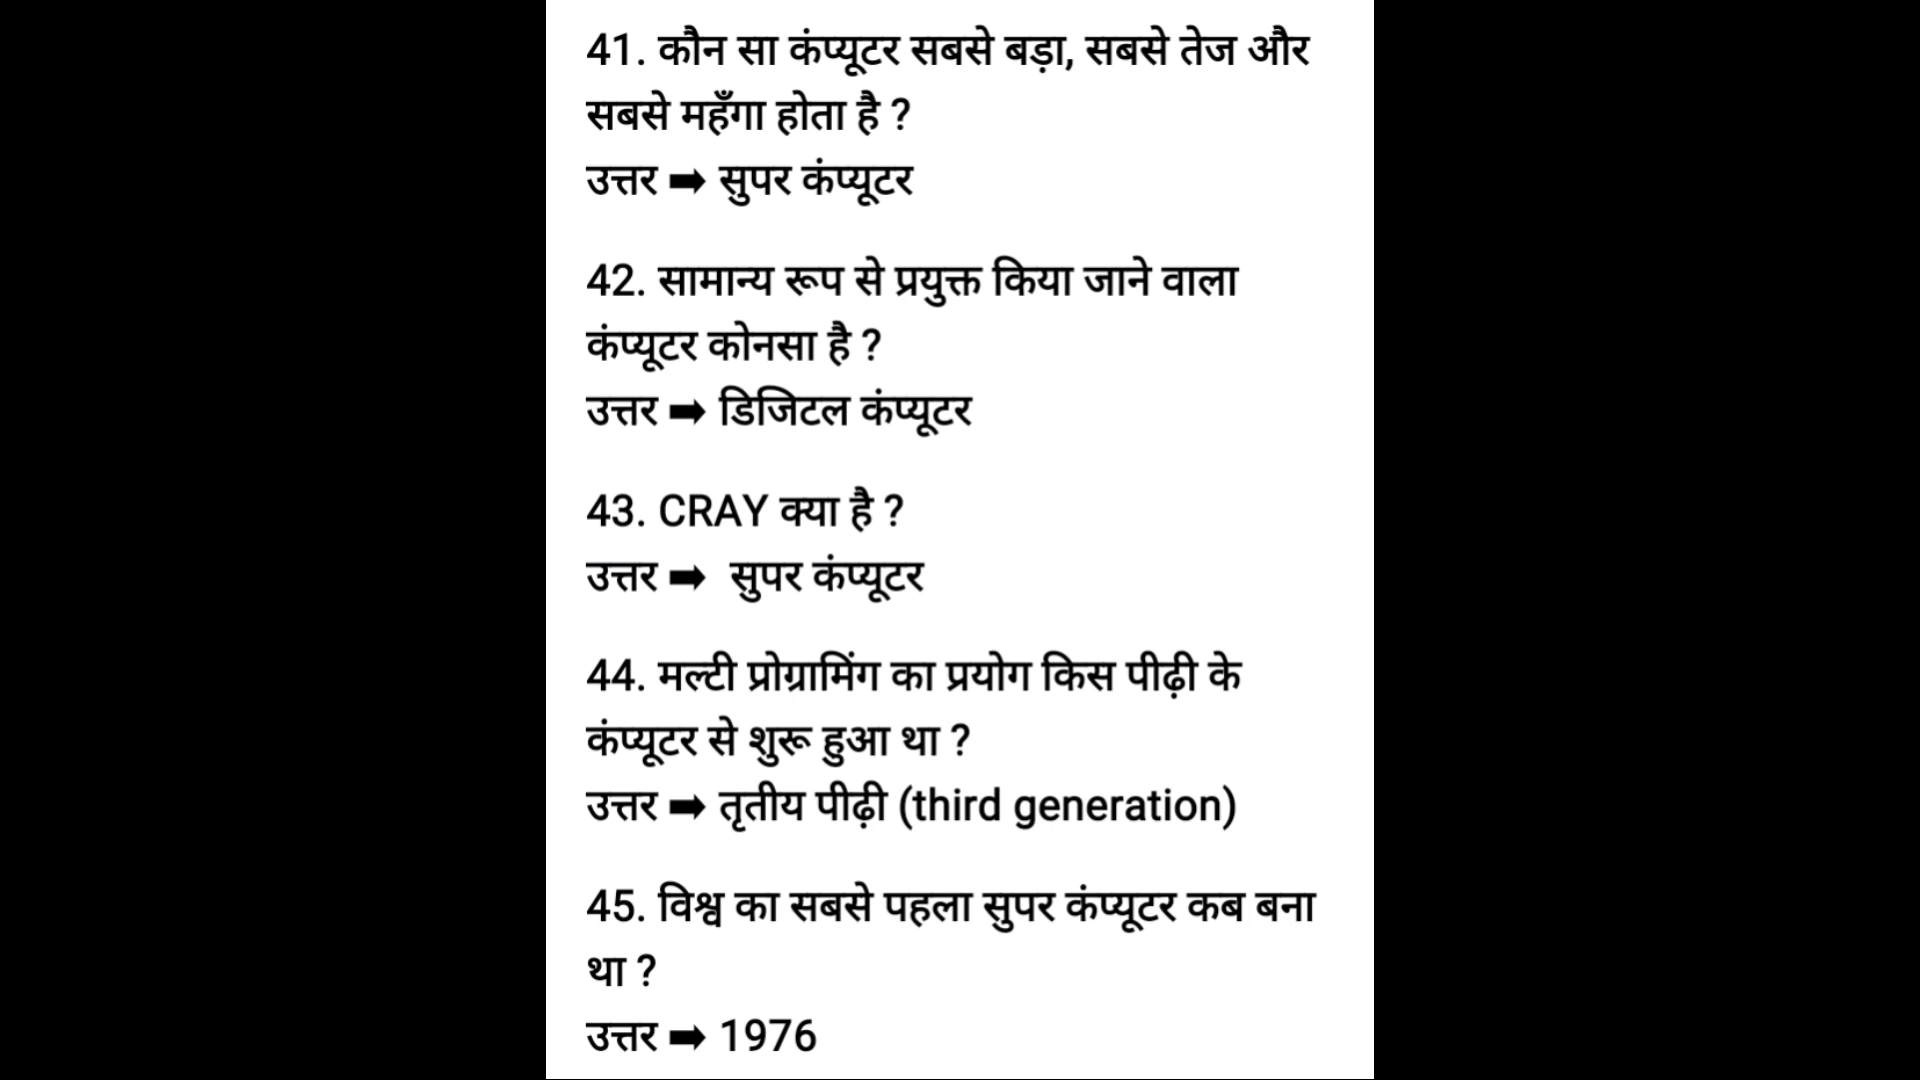 41. कौन सा कंप्यूटर सबसे बड़ा, सबसे तेज और
सबसे महँगा होता है ?
उत्तर ➡ सुपर कंप्यूटर
42. सामान्य रूप से प्रयुक्त किया जाने वाला
कंप्यूटर कोनसा है ?
उत्तर ➡ डिजिटल कंप्यूटर
43. CRAY क्या है ?
उत्तर ➡ सुपर कंप्यूटर
44. मल्टी प्रोग्रामिंग का प्रयोग किस पीढ़ी के
कंप्यूटर से शुरू हुआ था ?
उत्तर ➡ तृतीय पीढ़ी (third generation)
45. विश्व का सबसे पहला सुपर कंप्यूटर कब बना
था ?
उत्तर ➡ 1976